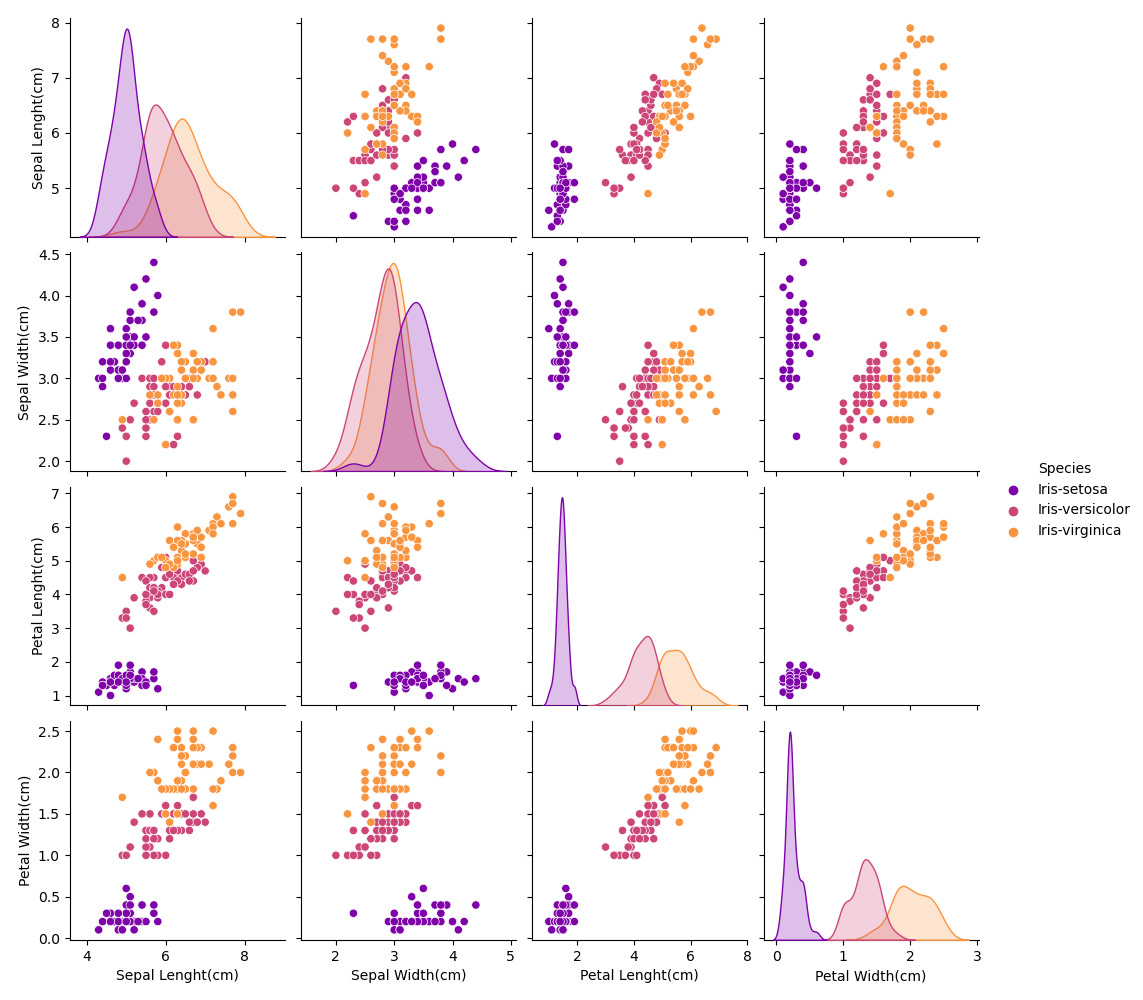 8
7
6
5
Sepal Lenght(cm)
4.5
4.0
3.5
3.0
2.5
2.0
Sepal Width(cm)
Species
Iris-setosa
Iris-versicolor
Iris-virginica
7
6
5
4
3
2
1
Petal Lenght(cm)
2.5
2.0
1.5
1.0
0.5
0.0
Petal Width(cm)
4 6 8 2 3 4 5 2 4 6 8 0 1 2 3
Sepal Lenght(cm) Sepal Width(cm) Petal Lenght(cm) Petal Width(cm)